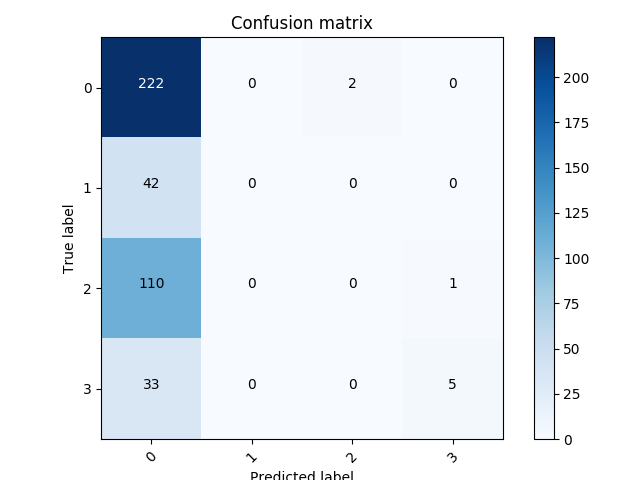 Confusion matrix
0 222 0 2 0
1 42 0 0 0
2 110 0 0 1
3 33 0 0 5
0 1 2 3
True label
Predicted label
200
175
150
125
100
75
50
25
0